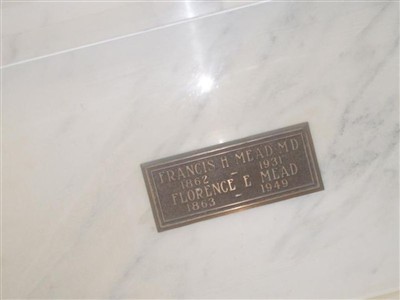 FRANCIS H MEAD M D
1862 – 1931
FLORENCE E MEAD
1863 – 1949